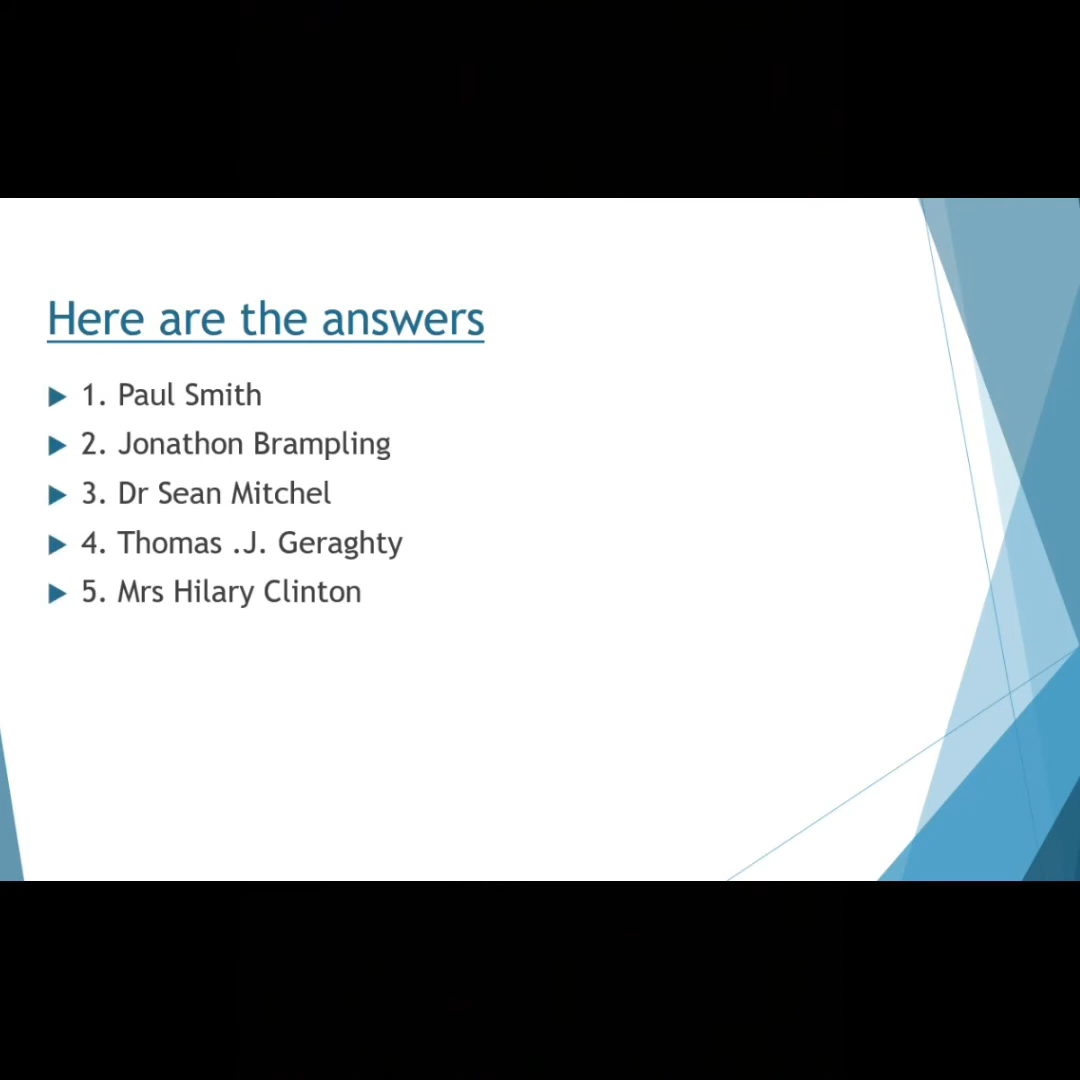 Here are the answers
1. Paul Smith
2. Jonathon Brampling
3. Dr Sean Mitchel
4. Thomas .J. Geraghty
5. Mrs Hilary Clinton